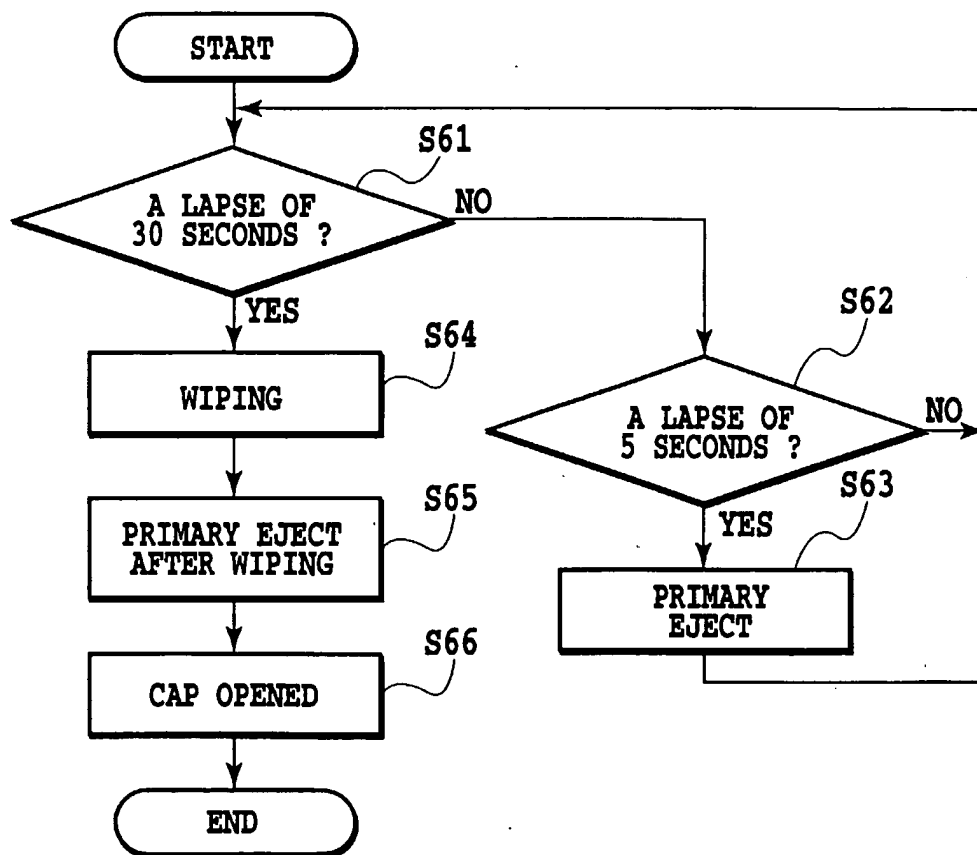 START
S61
A LAPSE OF
30 SECONDS ?
NO
YES
S64
WIPING
S65
PRIMARY EJECT
AFTER WIPING
S66
CAP OPENED
END
S62
A LAPSE OF
5 SECONDS ?
NO
YES
S63
PRIMARY
EJECT